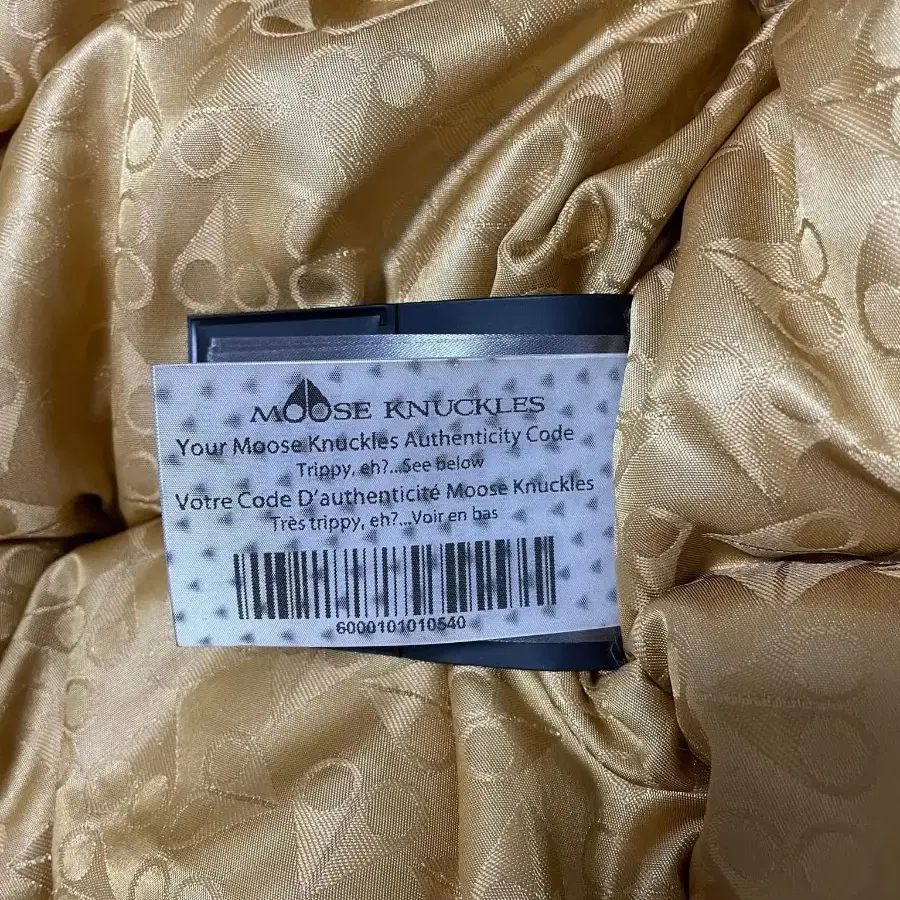 MOOSE KNUCKLES
Your Moose Knuckles Authenticity Code
Trippy, eh?...See below
Votre Code D'authenticité Moose Knuckles
Très trippy, eh?...Voir en bas
6000101010540